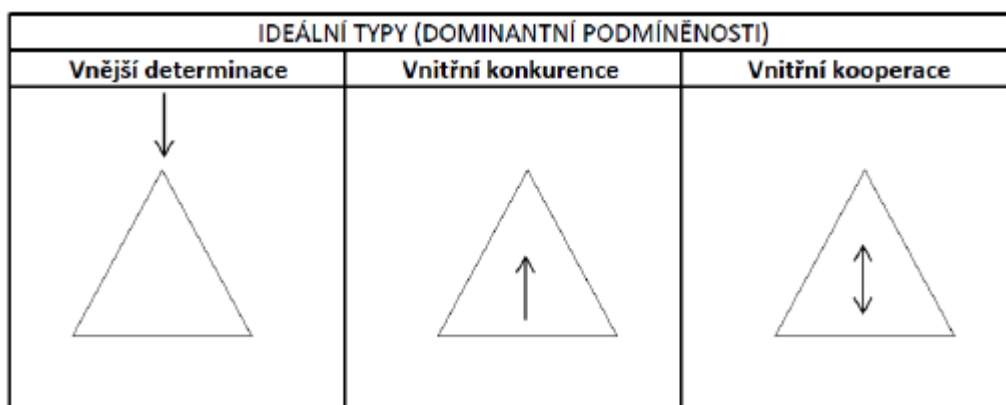 IDEÁLNÍ TYPY (DOMINANTNÍ PODMÍNĚNOSTI)
Vnější determinace
Vnitřní konkurence
Vnitřní kooperace